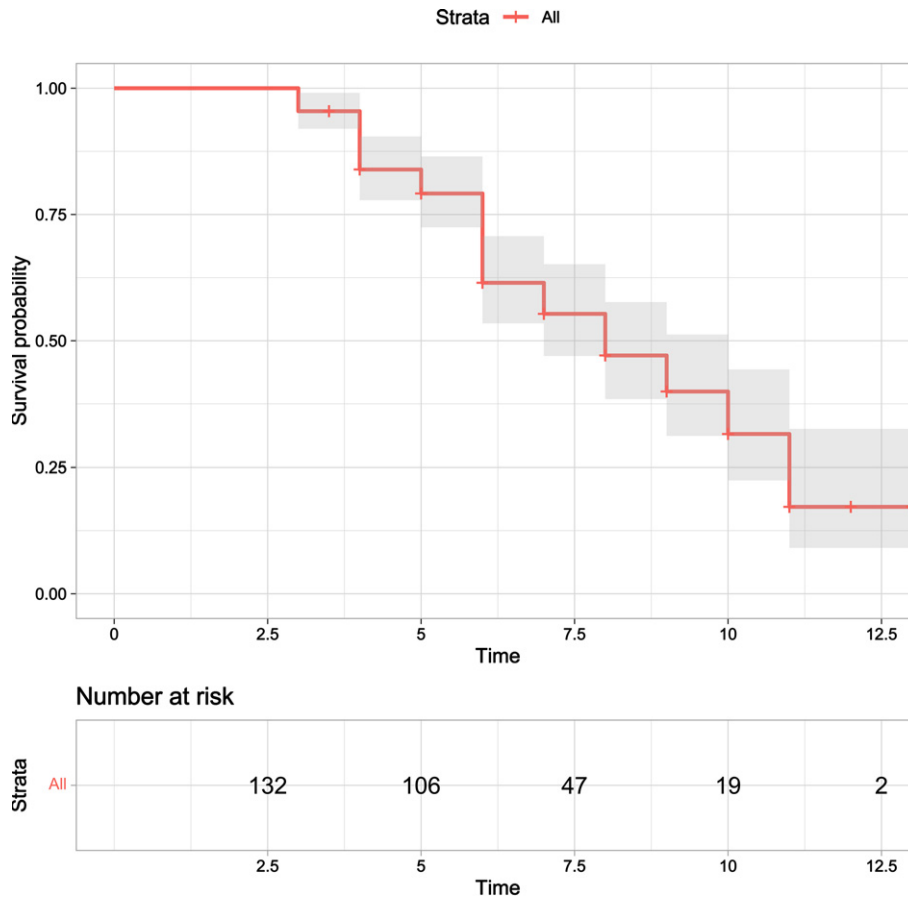 Strata All
1.00
0.75
0.50
0.25
0.00
Survival probability
0 2.5 5 7.5 10 12.5
Time
Number at risk
Strata
All 132 106 47 19 2
2.5 5 7.5 10 12.5
Time